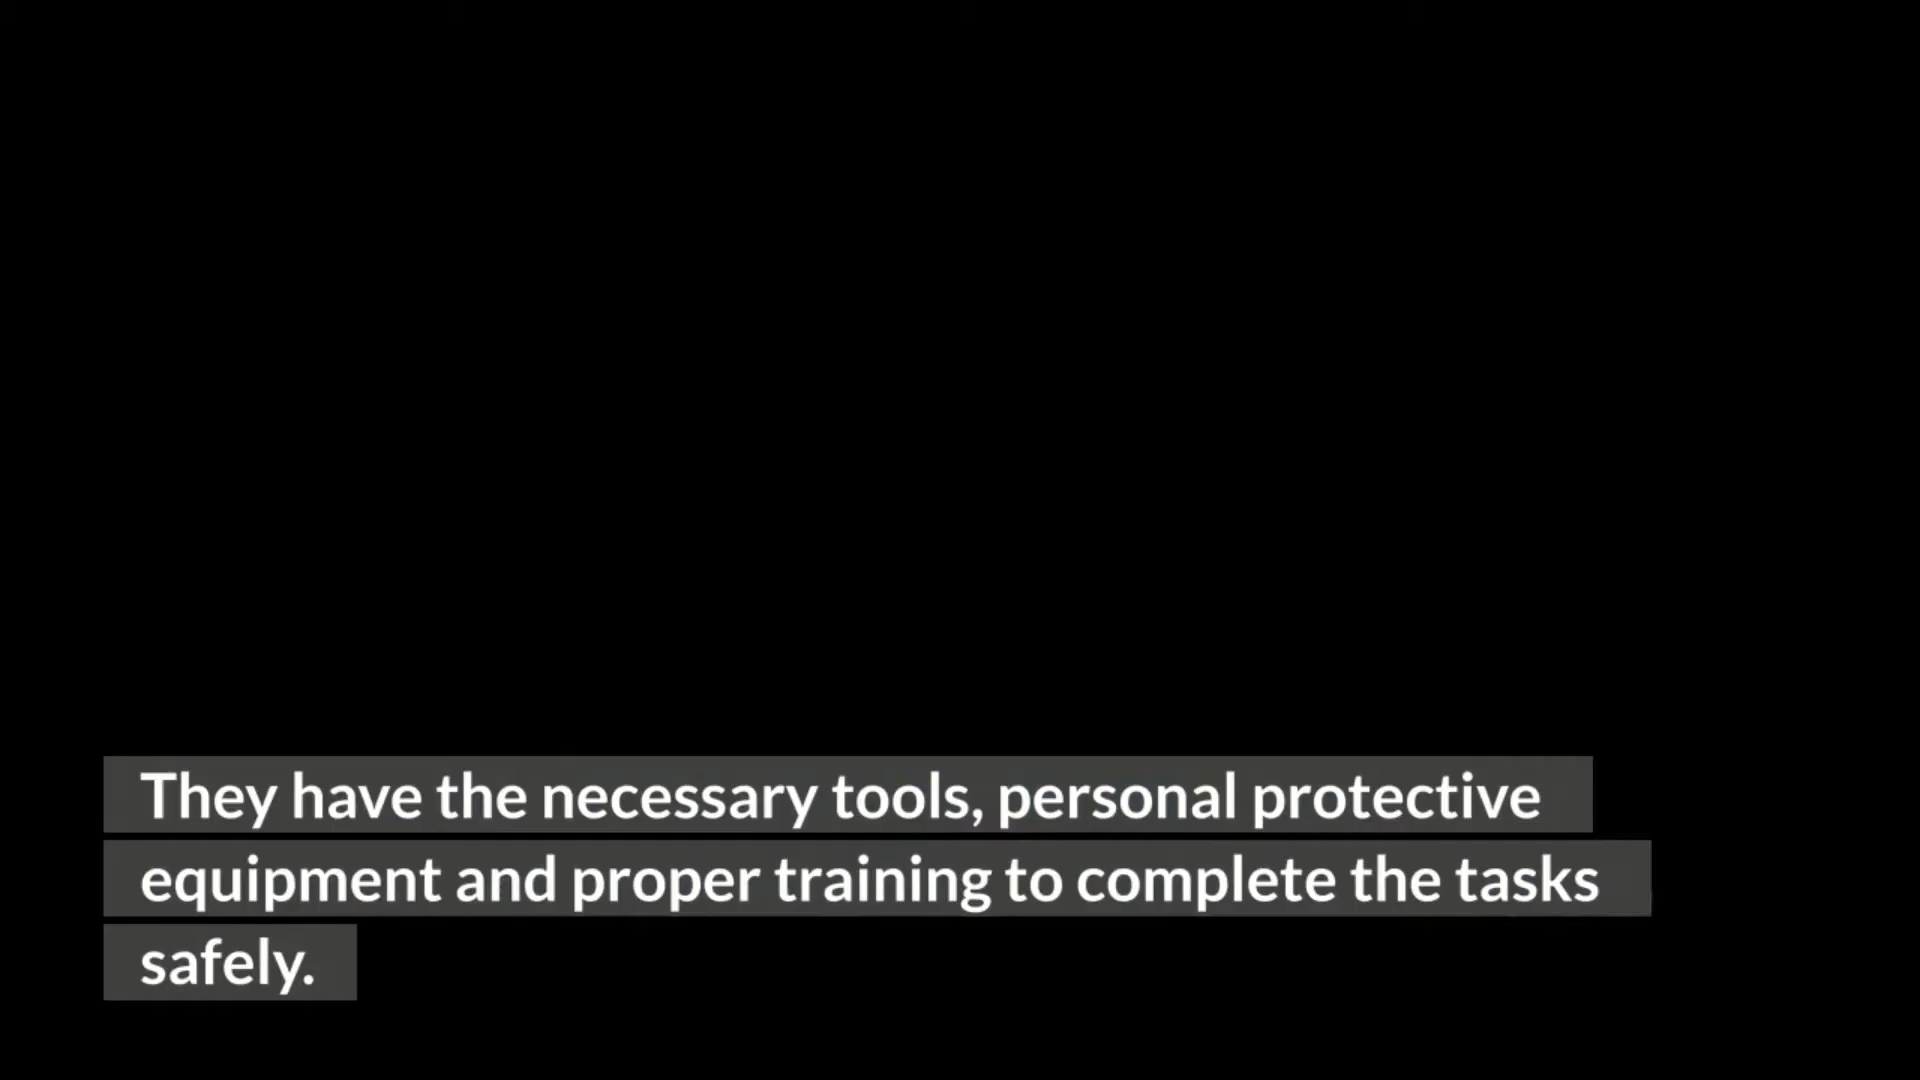 They have the necessary tools, personal protective
equipment and proper training to complete the tasks
safely.